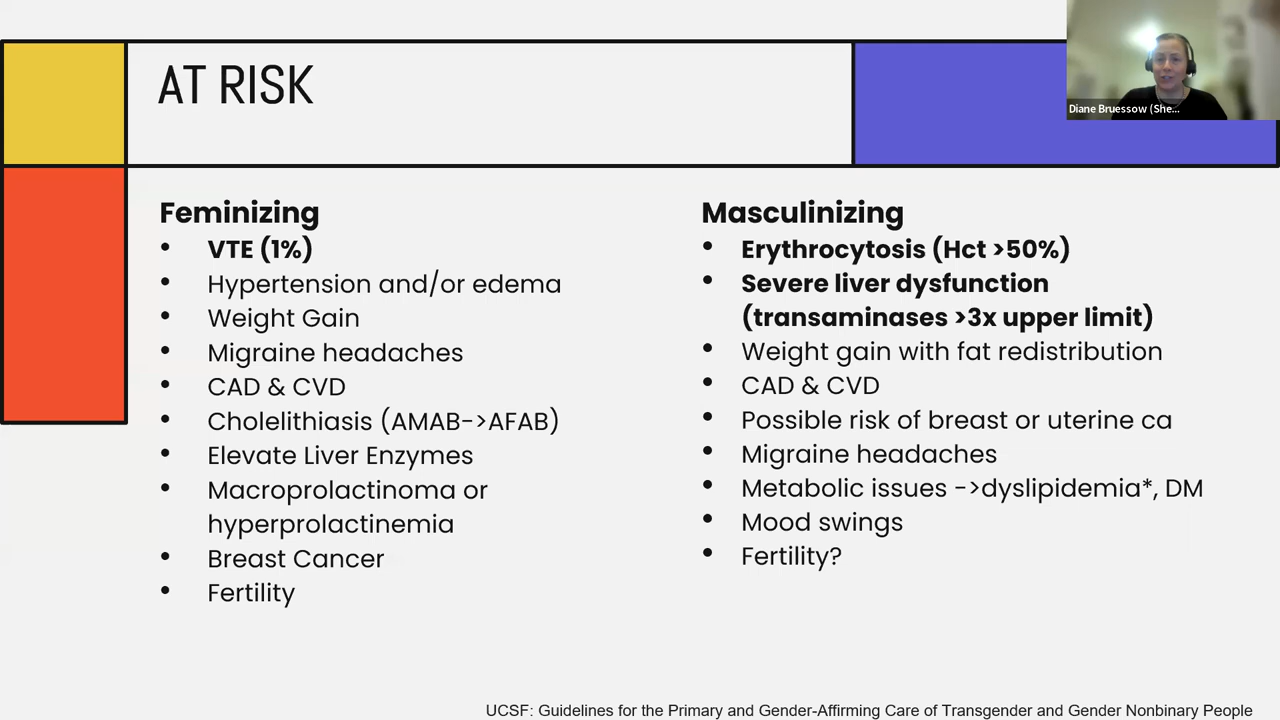 AT RISK
Diane Bruessow (She...
Feminizing
• VTE (1%)
• Hypertension and/or edema
• Weight Gain
• Migraine headaches
• CAD & CVD
• Cholelithiasis (AMAB->AFAB)
• Elevate Liver Enzymes
• Macroprolactinoma or
hyperprolactinemia
• Breast Cancer
• Fertility
Masculinizing
• Erythrocytosis (Hct >50%)
• Severe liver dysfunction
(transaminases >3x upper limit)
• Weight gain with fat redistribution
• CAD & CVD
• Possible risk of breast or uterine ca
• Migraine headaches
• Metabolic issues ->dyslipidemia*, DM
• Mood swings
• Fertility?
UCSF: Guidelines for the Primary and Gender-Affirming Care of Transgender and Gender Nonbinary People